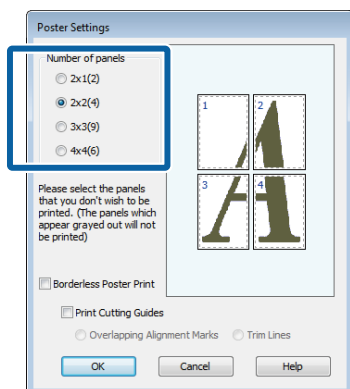 Poster Settings
Number of panels
2x1(2)
2x2(4)
3x3(9)
4x4(6)
1
2
3
4
Please select the panels
that you don't wish to be
printed. (The panels which
appear grayed out will not
be printed)
Borderless Poster Print
Print Cutting Guides
Overlapping Alignment Marks
Trim Lines
OK
Cancel
Help